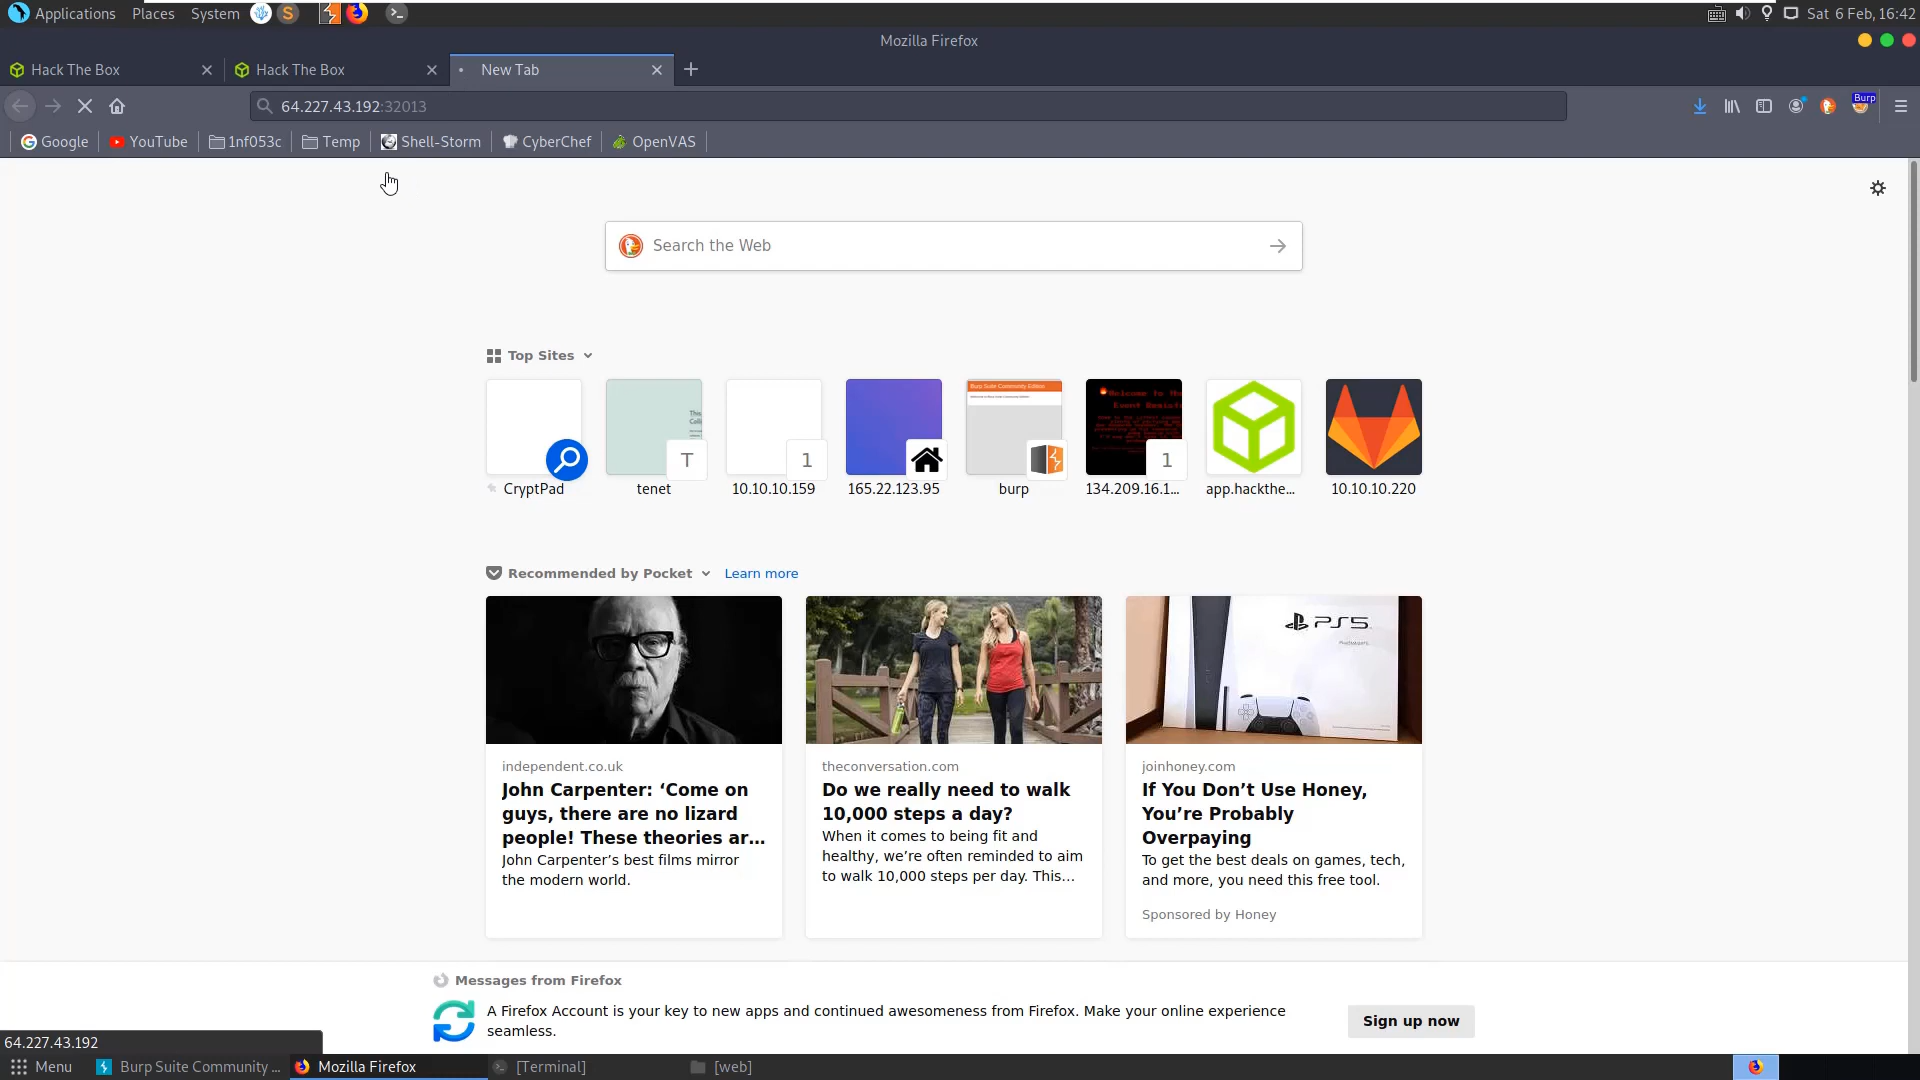 Applications Places System Sat 6 Feb, 16:42
Mozilla Firefox
Hack The Box Hack The Box New Tab
64.227.43.192:32013 Burp
Google YouTube 1nf053c Temp Shell-Storm CyberChef OpenVAS
Search the Web
Top Sites
Burp Suite Community Edition
T 1 1
CryptPad tenet 10.10.10.159 165.22.123.95 burp 134.209.16.1... app.hackthe... 10.10.10.220
Recommended by Pocket Learn more
PS5
independent.co.uk
John Carpenter: ‘Come on
guys, there are no lizard
people! These theories ar...
John Carpenter’s best films mirror
the modern world.
theconversation.com
Do we really need to walk
10,000 steps a day?
When it comes to being fit and
healthy, we’re often reminded to aim
to walk 10,000 steps per day. This...
joinhoney.com
If You Don’t Use Honey,
You’re Probably
Overpaying
To get the best deals on games, tech,
and more, you need this free tool.
Sponsored by Honey
Messages from Firefox
A Firefox Account is your key to new apps and continued awesomeness from Firefox. Make your online experience
seamless.
Sign up now
64.227.43.192
Menu Burp Suite Community ... Mozilla Firefox [Terminal] [web]